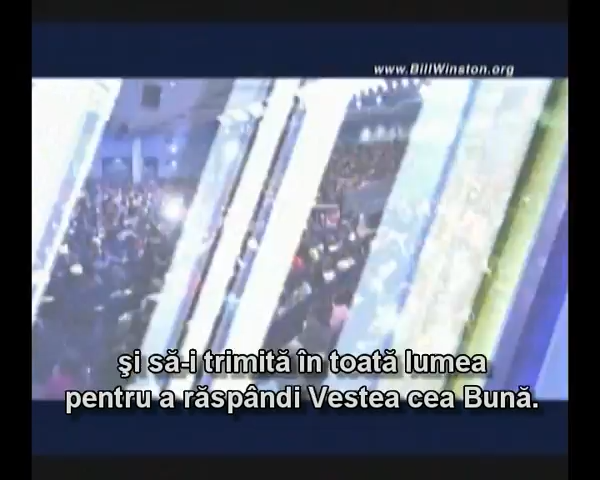 www.BillWinston.org
şi să-i trimită în toată lumea
pentru a răspândi Vestea cea Bună.